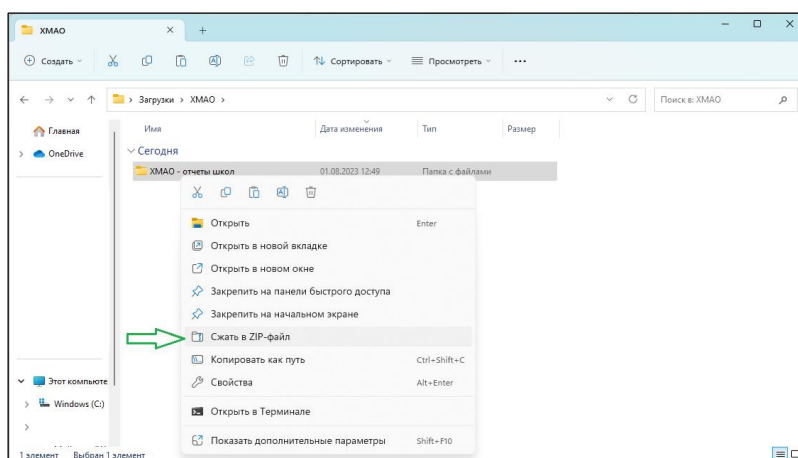 ХМАО
Создать
Сортировать
Просмотреть
Загрузки › ХМАО ›
Поиск в: ХМАО
Главная
OneDrive
Имя
Дата изменения
Тип
Размер
Сегодня
ХМАО - отчеты школ
01.08.2023 12:49
Папка с файлами
Открыть
Enter
Открыть в новой вкладке
Открыть в новом окне
Закрепить на панели быстрого доступа
Закрепить на начальном экране
Сжать в ZIP-файл
Копировать как путь
Ctrl+Shift+C
Свойства
Alt+Enter
Открыть в Терминале
Показать дополнительные параметры
Shift+F10
Этот компьюте
Windows (C:)
1 элемент
Выбран 1 элемент